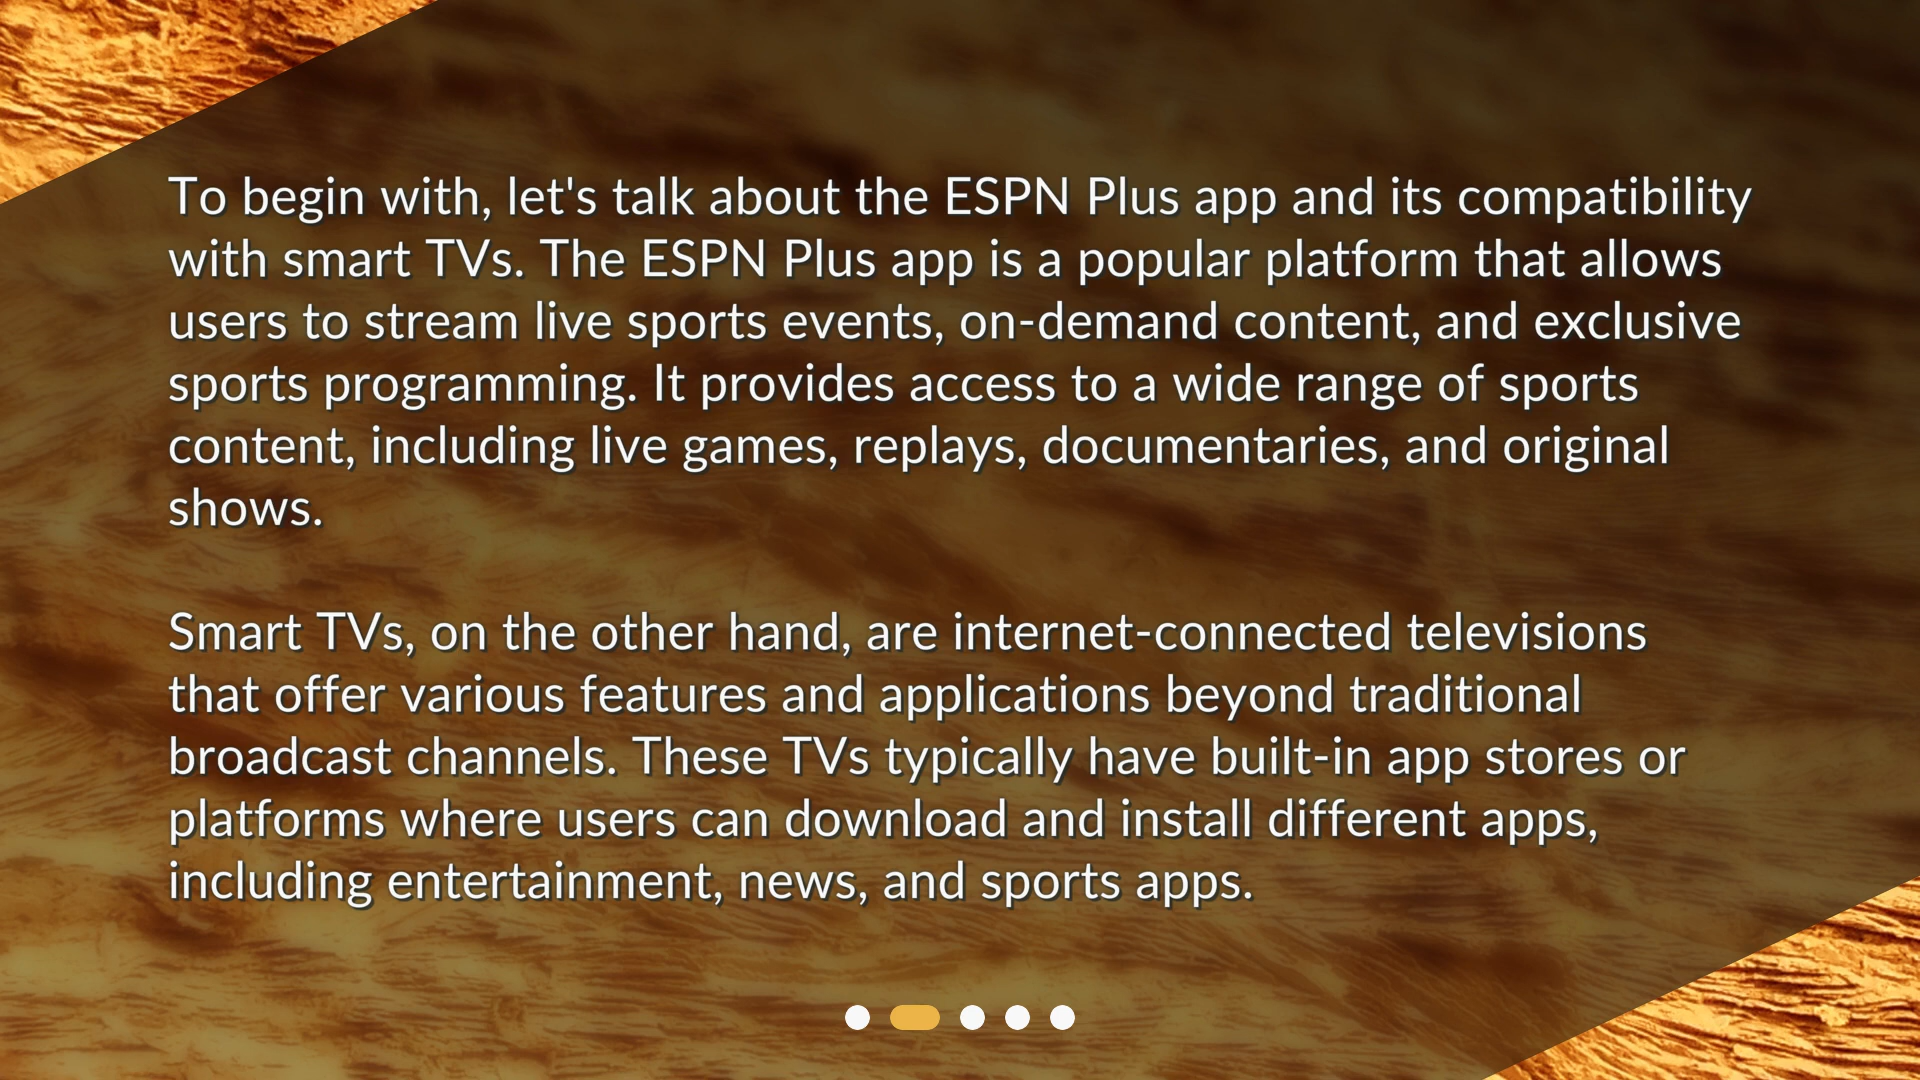 To begin with, let's talk about the ESPN Plus app and its compatibility
with smart TVs. The ESPN Plus app is a popular platform that allows
users to stream live sports events, on-demand content, and exclusive
sports programming. It provides access to a wide range of sports
content, including live games, replays, documentaries, and original
shows.
Smart TVs, on the other hand, are internet-connected televisions
that offer various features and applications beyond traditional
broadcast channels. These TVs typically have built-in app stores or
platforms where users can download and install different apps,
including entertainment, news, and sports apps.